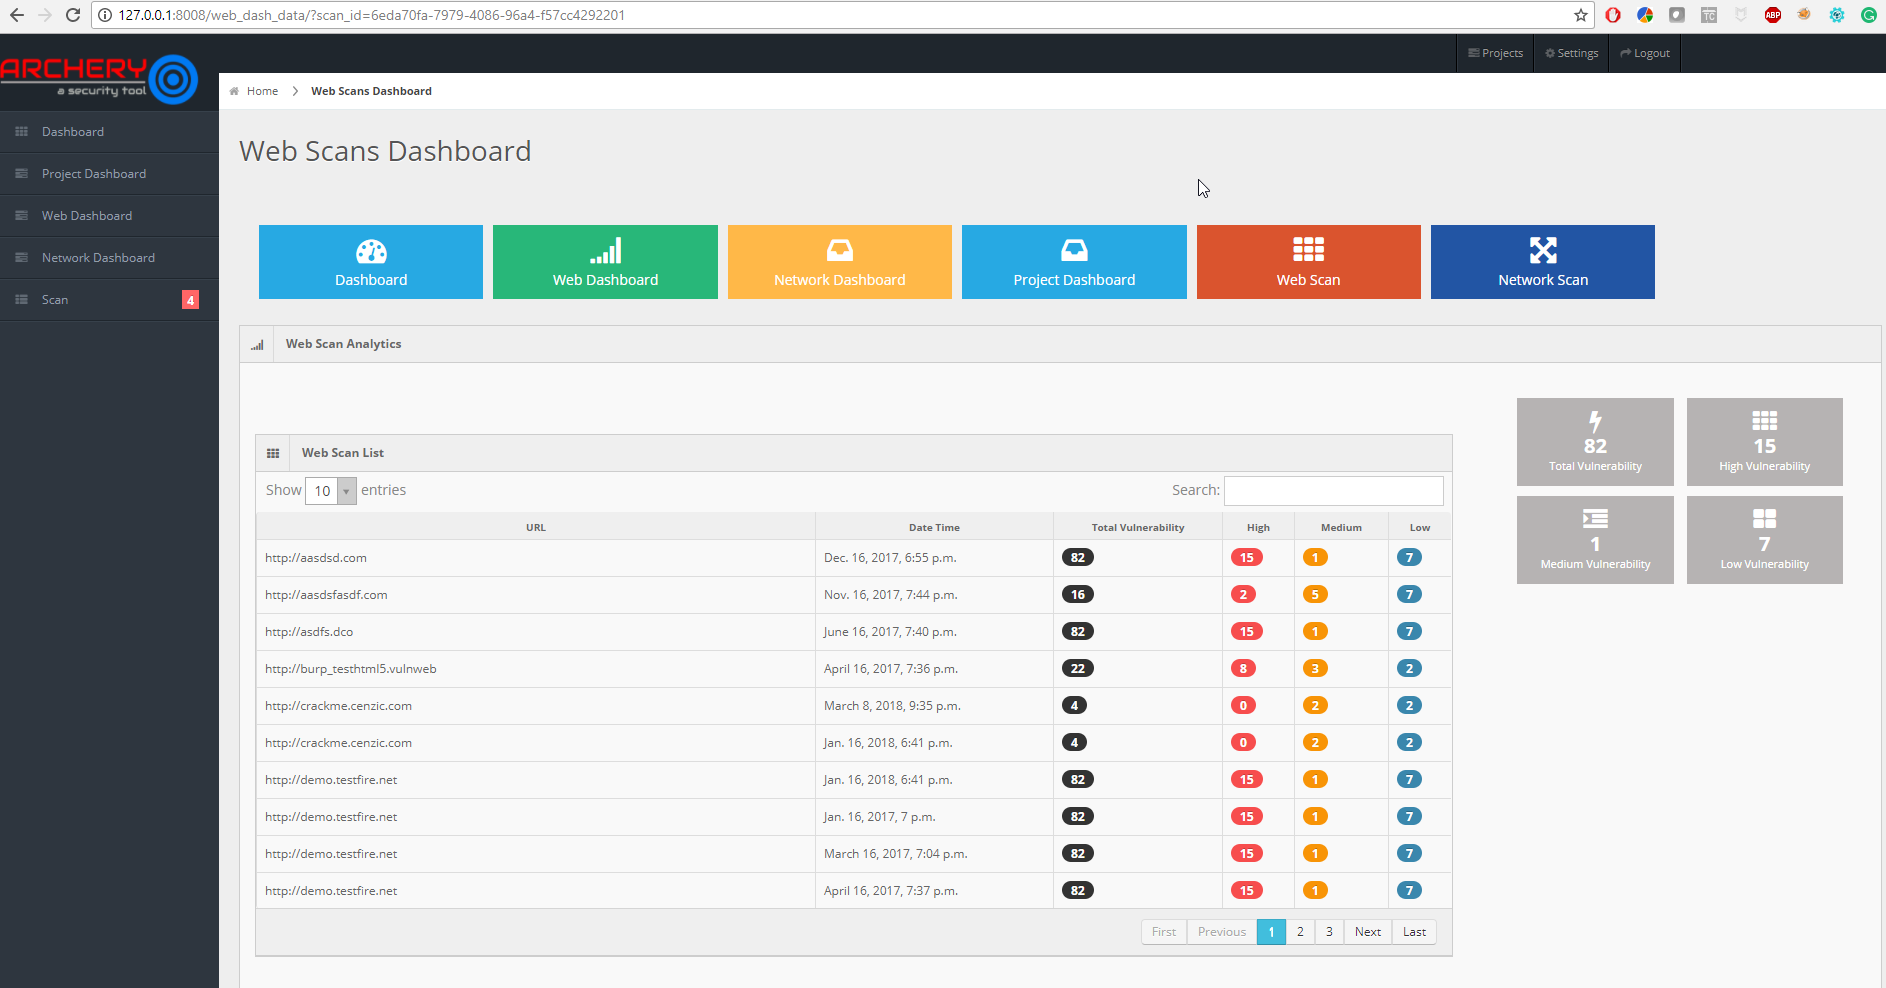 127.0.0.1:8008/web_dash_data/?scan_id=6eda70fa-7979-4086-96a4-f57cc4292201
TC
ABP
ARCHERY
a security tool
Projects
Settings
Logout
Home
Web Scans Dashboard
Dashboard
Project Dashboard
Web Dashboard
Network Dashboard
Scan 4
Web Scans Dashboard
Dashboard
Web Dashboard
Network Dashboard
Project Dashboard
Web Scan
Network Scan
Web Scan Analytics
82
Total Vulnerability
15
High Vulnerability
1
Medium Vulnerability
7
Low Vulnerability
Web Scan List
Show 10 entries
Search:
URL Date Time Total Vulnerability High Medium Low
http://aasdsd.com Dec. 16, 2017, 6:55 p.m. 82 15 1 7
http://aasdsfasdf.com Nov. 16, 2017, 7:44 p.m. 16 2 5 7
http://asdfs.dco June 16, 2017, 7:40 p.m. 82 15 1 7
http://burp_testhtml5.vulnweb April 16, 2017, 7:36 p.m. 22 8 3 2
http://crackme.cenzic.com March 8, 2018, 9:35 p.m. 4 0 2 2
http://crackme.cenzic.com Jan. 16, 2018, 6:41 p.m. 4 0 2 2
http://demo.testfire.net Jan. 16, 2018, 6:41 p.m. 82 15 1 7
http://demo.testfire.net Jan. 16, 2017, 7 p.m. 82 15 1 7
http://demo.testfire.net March 16, 2017, 7:04 p.m. 82 15 1 7
http://demo.testfire.net April 16, 2017, 7:37 p.m. 82 15 1 7
First Previous 1 2 3 Next Last